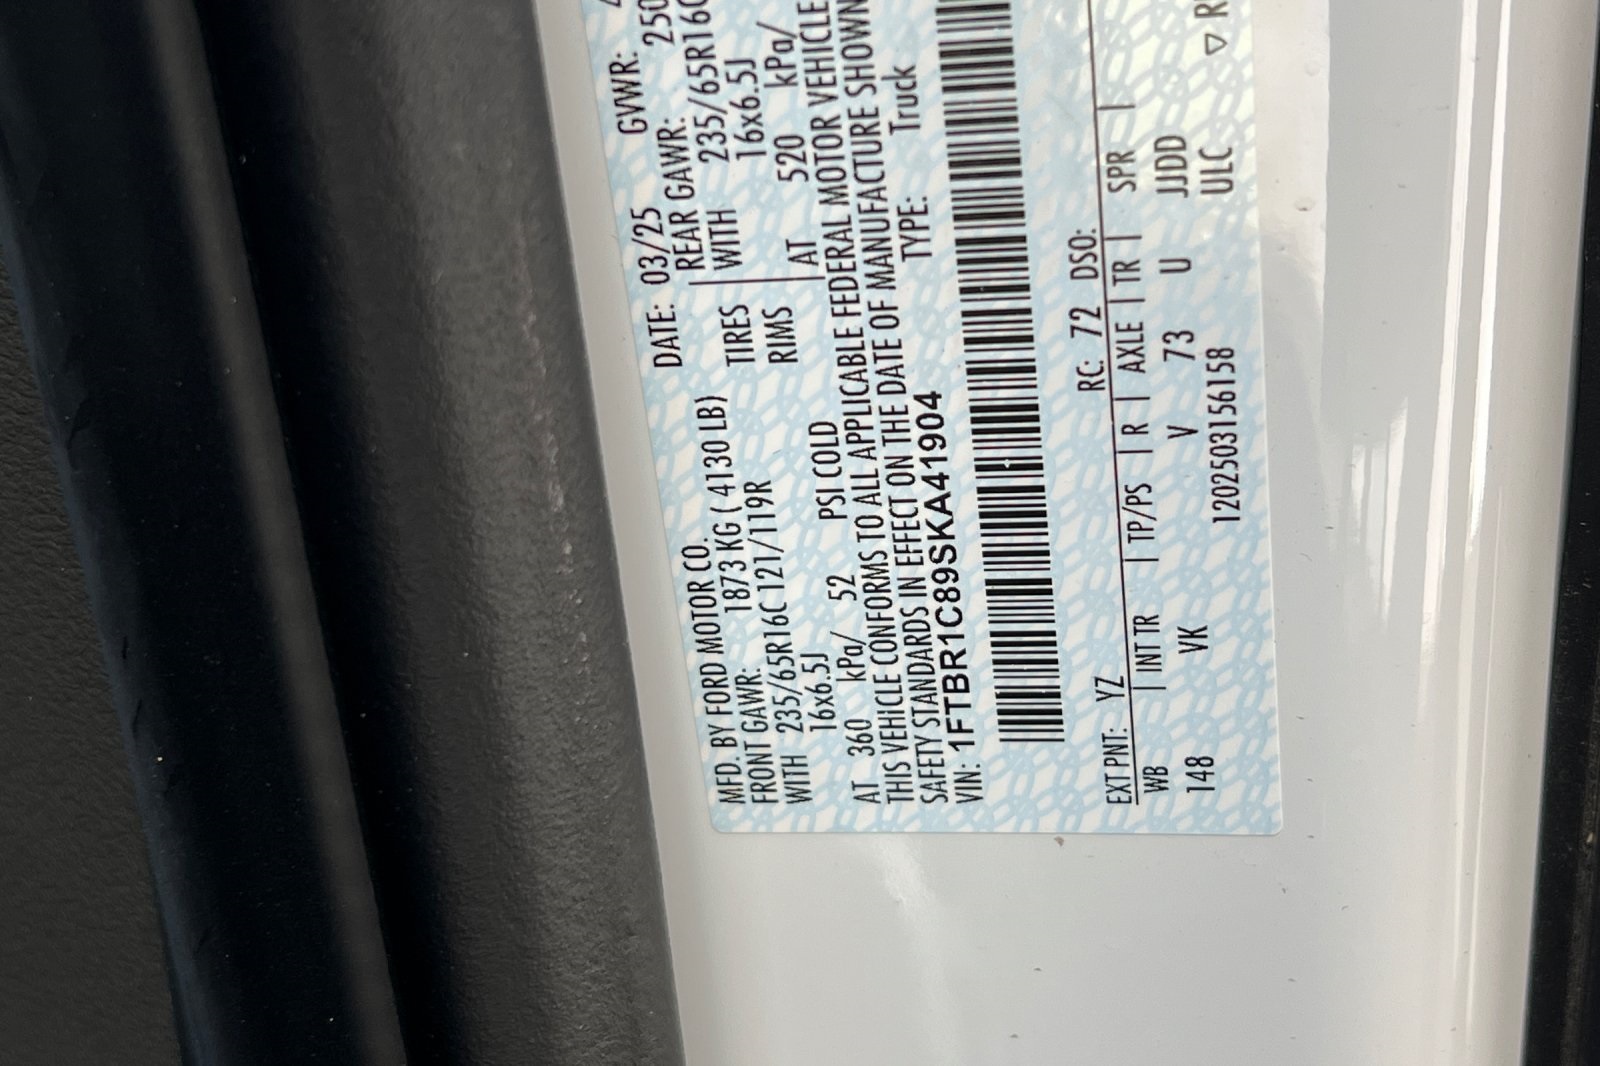 MFD. BY FORD MOTOR CO.
DATE: 03/25 GVWR:
FRONT GAWR: 1873 KG ( 4130 LB)
REAR GAWR: 250
WITH 235/65R16C 121/119R TIRES WITH 235/65R16C
16x6.5J RIMS 16x6.5J
AT 360 kPa/ 52 PSI COLD AT 520 kPa/
THIS VEHICLE CONFORMS TO ALL APPLICABLE FEDERAL MOTOR VEHICLE
SAFETY STANDARDS IN EFFECT ON THE DATE OF MANUFACTURE SHOWN
VIN: 1FTBR1C89SKA41904 TYPE: Truck
EXT PNT: YZ RC: 72 DSO:
WB | INT TR | TP/PS | R | AXLE | TR | SPR |
148 VK V 73 U JJDD
1202503156158 ULC ▽ R